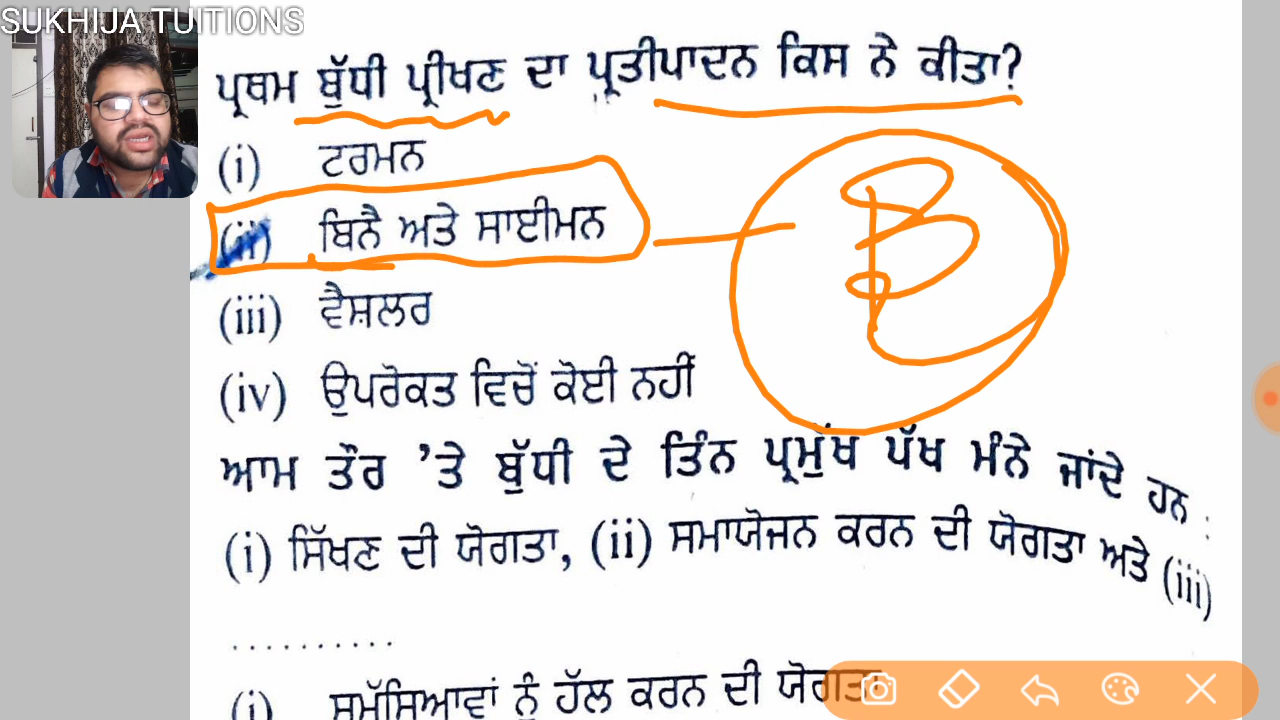 SUKHIJA TUITIONS
ਪ੍ਰਥਮ ਬੁੱਧੀ ਪ੍ਰੀਖਣ ਦਾ ਪ੍ਰਤੀਪਾਦਨ ਕਿਸ ਨੇ ਕੀਤਾ?
(i) ਟਰਮਨ
(ii) ਬਿਨੈ ਅਤੇ ਸਾਈਮਨ
B
(iii) ਵੈਸ਼ਲਰ
(iv) ਉਪਰੋਕਤ ਵਿਚੋਂ ਕੋਈ ਨਹੀਂ
ਆਮ ਤੌਰ ’ਤੇ ਬੁੱਧੀ ਦੇ ਤਿੰਨ ਪ੍ਰਮੁੱਖ ਪੱਖ ਮੰਨੇ ਜਾਂਦੇ ਹਨ :
(i) ਸਿੱਖਣ ਦੀ ਯੋਗਤਾ, (ii) ਸਮਾਯੋਜਨ ਕਰਨ ਦੀ ਯੋਗਤਾ ਅਤੇ (iii)
..........
(i) ਸਮੱਸਿਆਵਾਂ ਨੂੰ ਹੱਲ ਕਰਨ ਦੀ ਯੋਗਤਾ